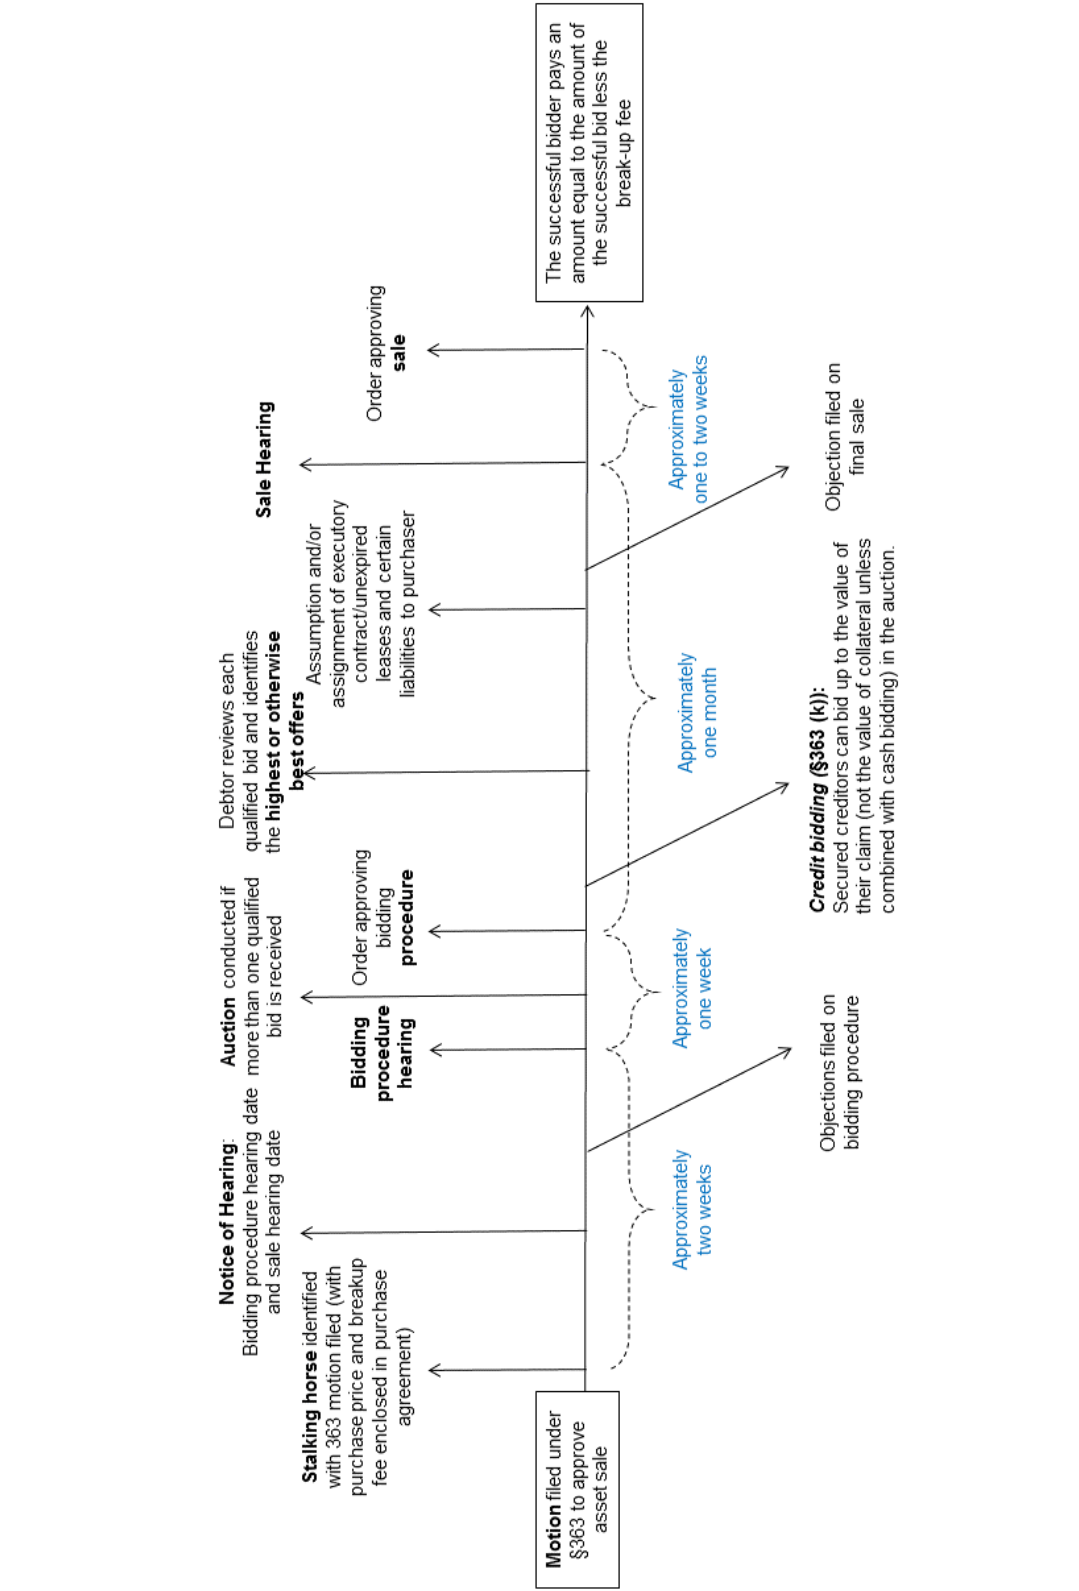 Motion filed under
§363 to approve
asset sale
Stalking horse identified
with 363 motion filed (with
purchase price and breakup
fee enclosed in purchase
agreement)
Notice of Hearing:
Bidding procedure hearing date
and sale hearing date
Bidding
procedure
hearing
Auction conducted if
more than one qualified
bid is received
Order approving
bidding
procedure
Debtor reviews each
qualified bid and identifies
the highest or otherwise
best offers
Assumption and/or
assignment of executory
contract/unexpired
leases and certain
liabilities to purchaser
Sale Hearing
Order approving
sale
The successful bidder pays an
amount equal to the amount of
the successful bid less the
break-up fee
Approximately
two weeks
Approximately
one week
Approximately
one month
Approximately
one to two weeks
Objections filed on
bidding procedure
Credit bidding (§363 (k)):
Secured creditors can bid up to the value of
their claim (not the value of collateral unless
combined with cash bidding) in the auction.
Objection filed on
final sale